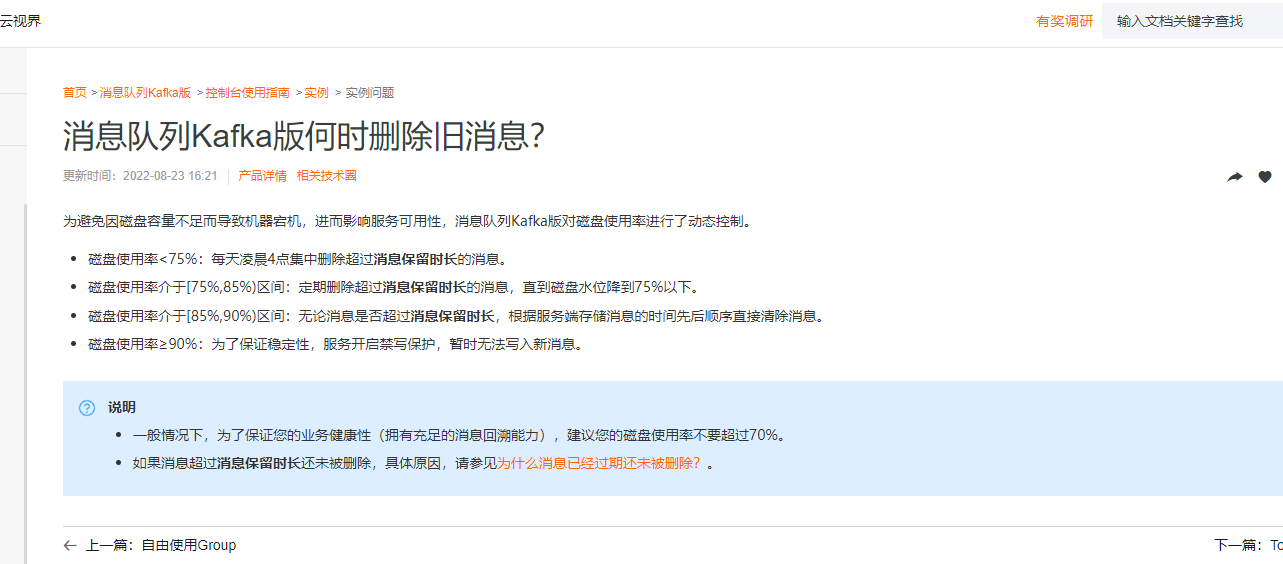 云视界
有奖调研 输入文档关键字查找
首页 >消息队列Kafka版 >控制台使用指南 >实例 > 实例问题
消息队列Kafka版何时删除旧消息?
更新时间：2022-08-23 16:21 产品详情 相关技术圈
为避免因磁盘容量不足而导致机器宕机，进而影响服务可用性，消息队列Kafka版对磁盘使用率进行了动态控制。
• 磁盘使用率<75%：每天凌晨4点集中删除超过消息保留时长的消息。
• 磁盘使用率介于[75%,85%)区间：定期删除超过消息保留时长的消息，直到磁盘水位降到75%以下。
• 磁盘使用率介于[85%,90%)区间：无论消息是否超过消息保留时长，根据服务端存储消息的时间先后顺序直接清除消息。
• 磁盘使用率≥90%：为了保证稳定性，服务开启禁写保护，暂时无法写入新消息。
? 说明
• 一般情况下，为了保证您的业务健康性（拥有充足的消息回溯能力），建议您的磁盘使用率不要超过70%。
• 如果消息超过消息保留时长还未被删除，具体原因，请参见为什么消息已经过期还未被删除？。
← 上一篇：自由使用Group 下一篇：To